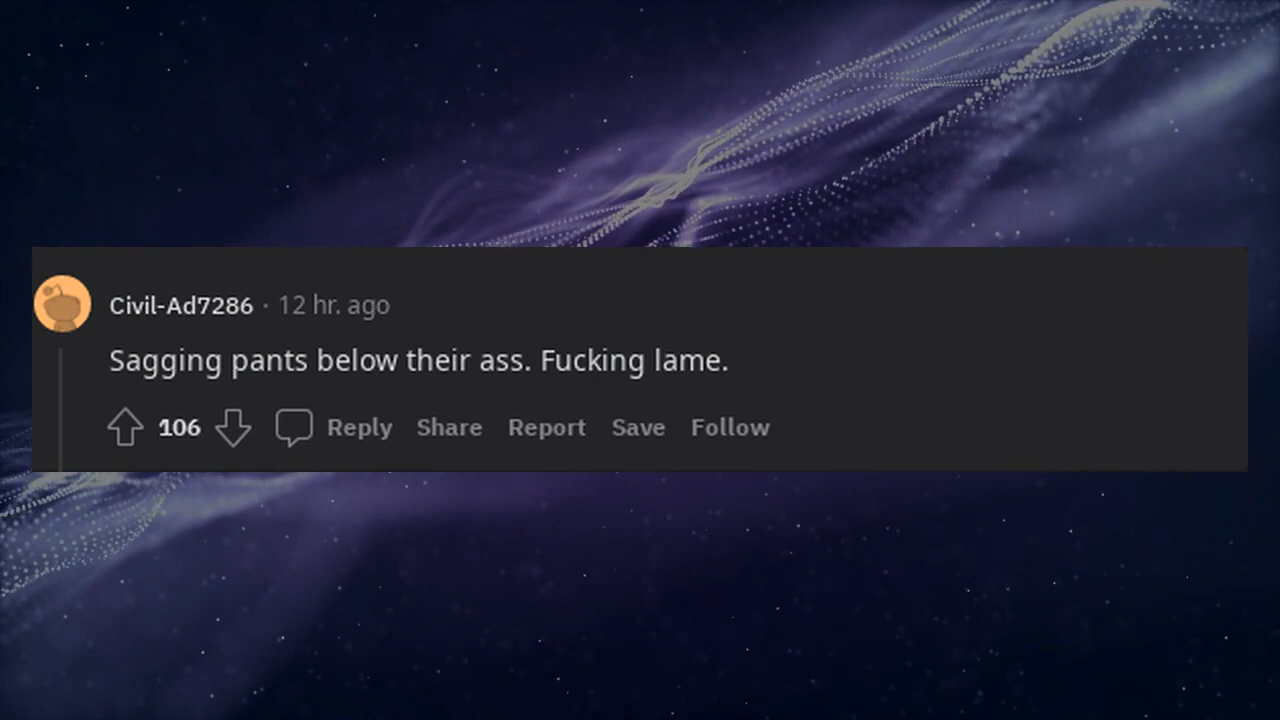 Civil-Ad7286 · 12 hr. ago
Sagging pants below their ass. Fucking lame.
106 Reply Share Report Save Follow